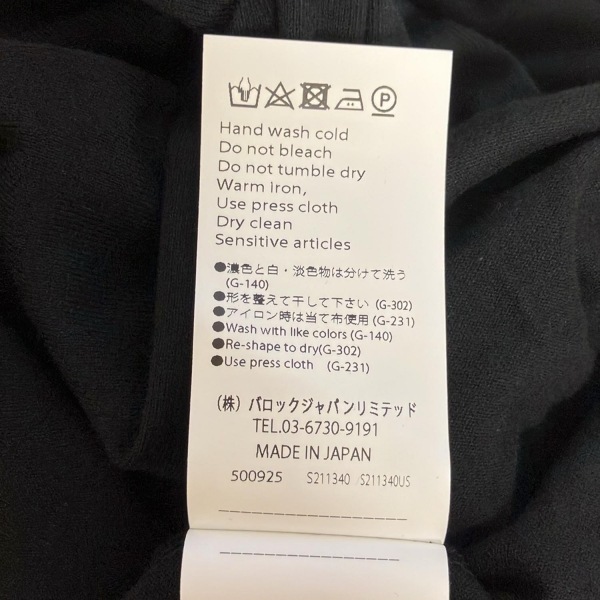 P
Hand wash cold
Do not bleach
Do not tumble dry
Warm iron,
Use press cloth
Dry clean
Sensitive articles
●濃色と白・淡色物は分けて洗う
(G-140)
●形を整えて干して下さい (G-302)
●アイロン時は当て布使用 (G-231)
●Wash with like colors (G-140)
●Re-shape to dry(G-302)
●Use press cloth (G-231)
(株) バロックジャパンリミテッド
TEL.03-6730-9191
MADE IN JAPAN
500925 S211340 /S211340US